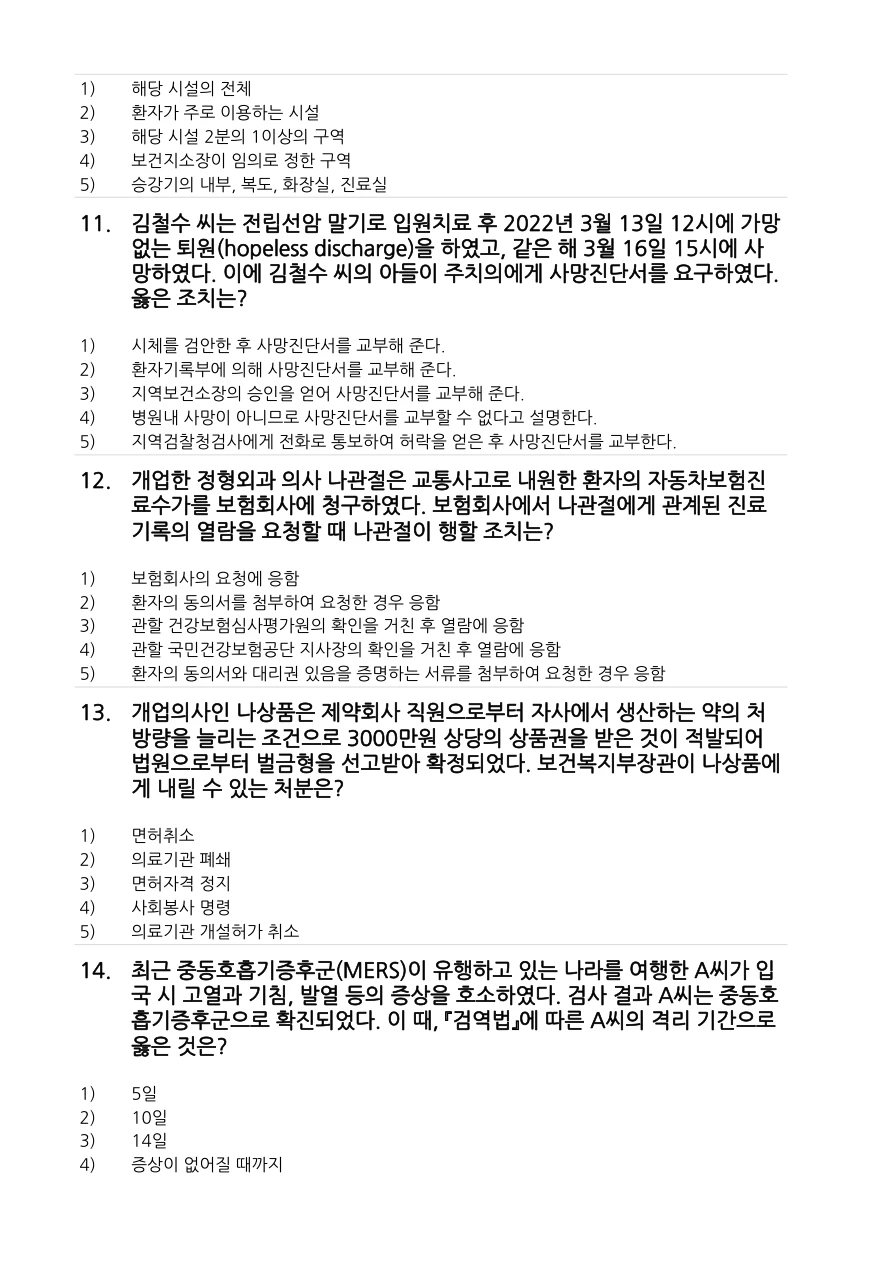 1) 해당 시설의 전체
2) 환자가 주로 이용하는 시설
3) 해당 시설 2분의 1이상의 구역
4) 보건지소장이 임의로 정한 구역
5) 승강기의 내부, 복도, 화장실, 진료실
11. 김철수 씨는 전립선암 말기로 입원치료 후 2022년 3월 13일 12시에 가망
없는 퇴원(hopeless discharge)을 하였고, 같은 해 3월 16일 15시에 사
망하였다. 이에 김철수 씨의 아들이 주치의에게 사망진단서를 요구하였다.
옳은 조치는?
1) 시체를 검안한 후 사망진단서를 교부해 준다.
2) 환자기록부에 의해 사망진단서를 교부해 준다.
3) 지역보건소장의 승인을 얻어 사망진단서를 교부해 준다.
4) 병원내 사망이 아니므로 사망진단서를 교부할 수 없다고 설명한다.
5) 지역검찰청검사에게 전화로 통보하여 허락을 얻은 후 사망진단서를 교부한다.
12. 개업한 정형외과 의사 나관절은 교통사고로 내원한 환자의 자동차보험진
료수가를 보험회사에 청구하였다. 보험회사에서 나관절에게 관계된 진료
기록의 열람을 요청할 때 나관절이 행할 조치는?
1) 보험회사의 요청에 응함
2) 환자의 동의서를 첨부하여 요청한 경우 응함
3) 관할 건강보험심사평가원의 확인을 거친 후 열람에 응함
4) 관할 국민건강보험공단 지사장의 확인을 거친 후 열람에 응함
5) 환자의 동의서와 대리권 있음을 증명하는 서류를 첨부하여 요청한 경우 응함
13. 개업의사인 나상품은 제약회사 직원으로부터 자사에서 생산하는 약의 처
방량을 늘리는 조건으로 3000만원 상당의 상품권을 받은 것이 적발되어
법원으로부터 벌금형을 선고받아 확정되었다. 보건복지부장관이 나상품에
게 내릴 수 있는 처분은?
1) 면허취소
2) 의료기관 폐쇄
3) 면허자격 정지
4) 사회봉사 명령
5) 의료기관 개설허가 취소
14. 최근 중동호흡기증후군(MERS)이 유행하고 있는 나라를 여행한 A씨가 입
국 시 고열과 기침, 발열 등의 증상을 호소하였다. 검사 결과 A씨는 중동호
흡기증후군으로 확진되었다. 이 때, 『검역법』에 따른 A씨의 격리 기간으로
옳은 것은?
1) 5일
2) 10일
3) 14일
4) 증상이 없어질 때까지